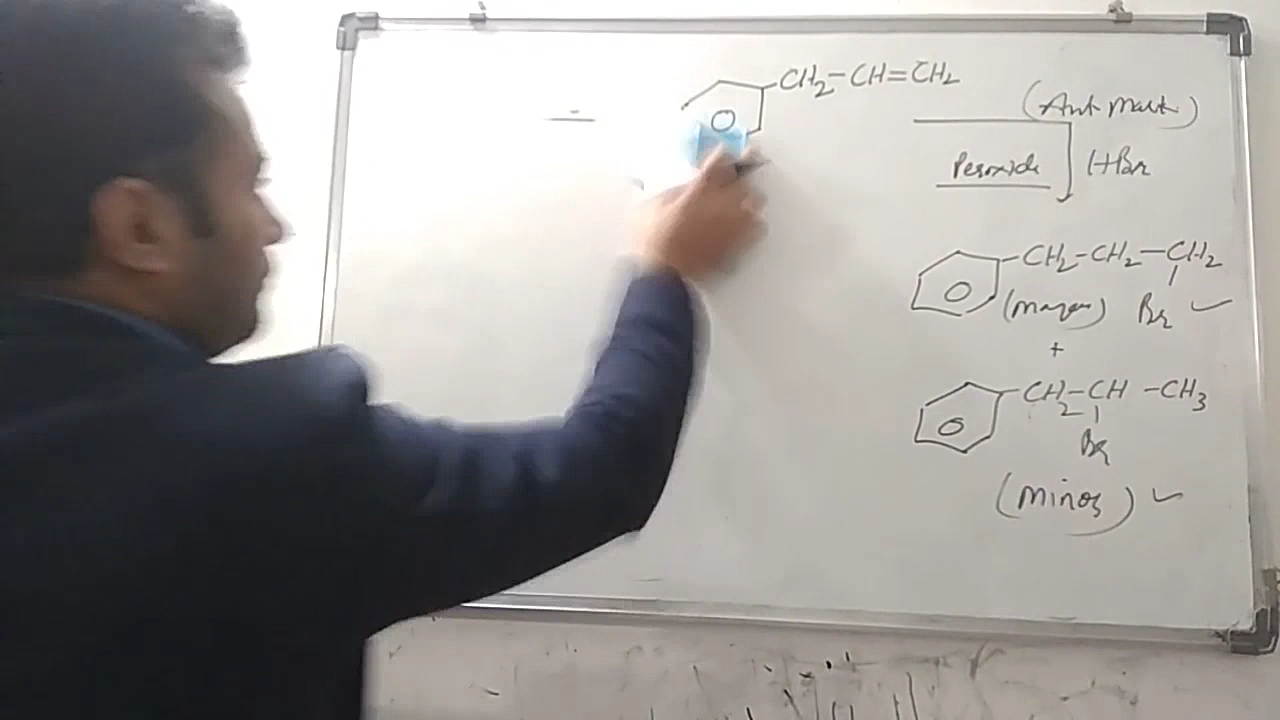 CH2-CH=CH2
(Anti Mark)
Peroxide HBr
CH2-CH2-CH2
(major) Br
+
CH2-CH-CH3
Br
(minor)